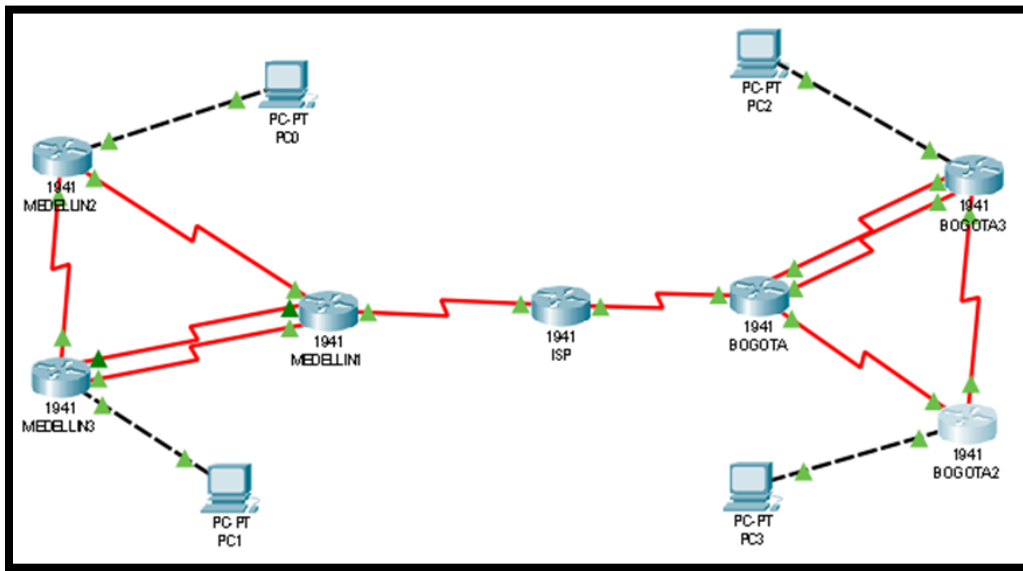 PC-PT
PC0
PC-PT
PC2
1941
MEDELLIN2
1941
BOGOTA3
1941
MEDELLIN1
1941
ISP
1941
BOGOTA
1941
MEDELLIN3
1941
BOGOTA2
PC-PT
PC1
PC-PT
PC3